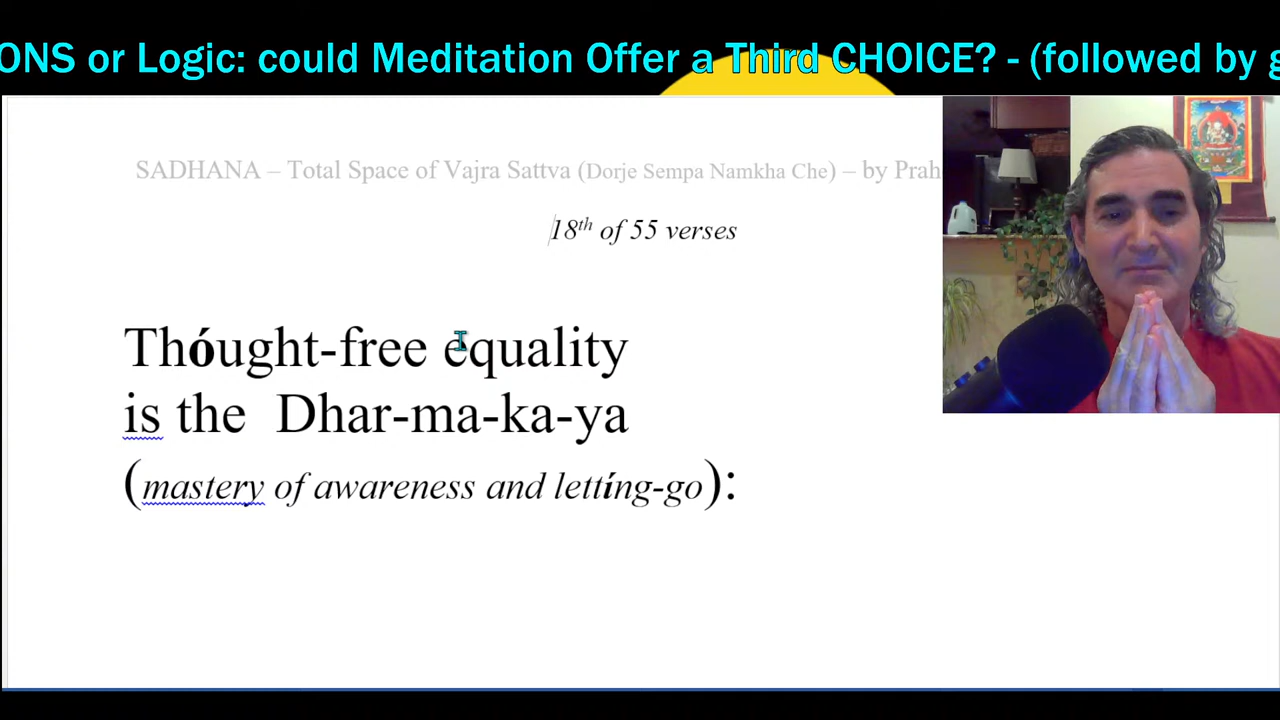 ONS or Logic: could Meditation Offer a Third CHOICE? - (followed by
SADHANA – Total Space of Vajra Sattva (Dorje Sempa Namkha Che) – by
18th of 55 verses
Thóught-free equality
is the Dhar-ma-ka-ya
(mastery of awareness and lettíng-go):